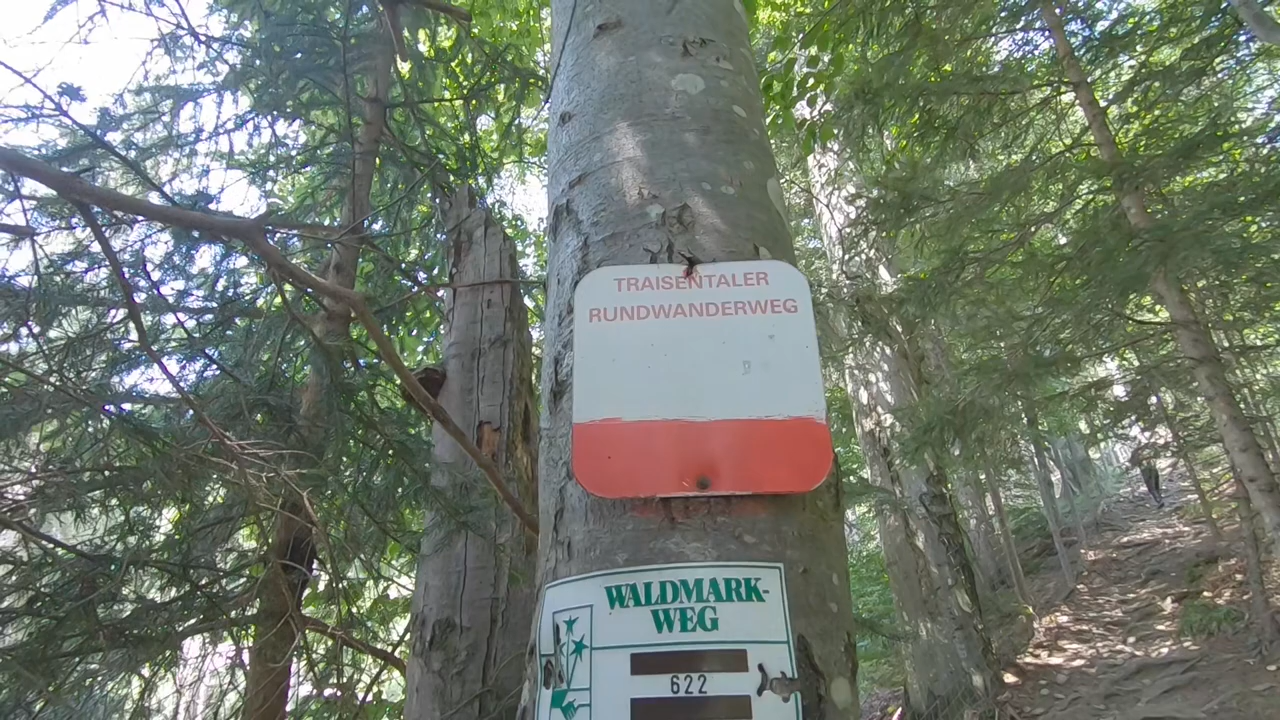 TRAISENTALER
RUNDWANDERWEG
WALDMARK-
WEG
622